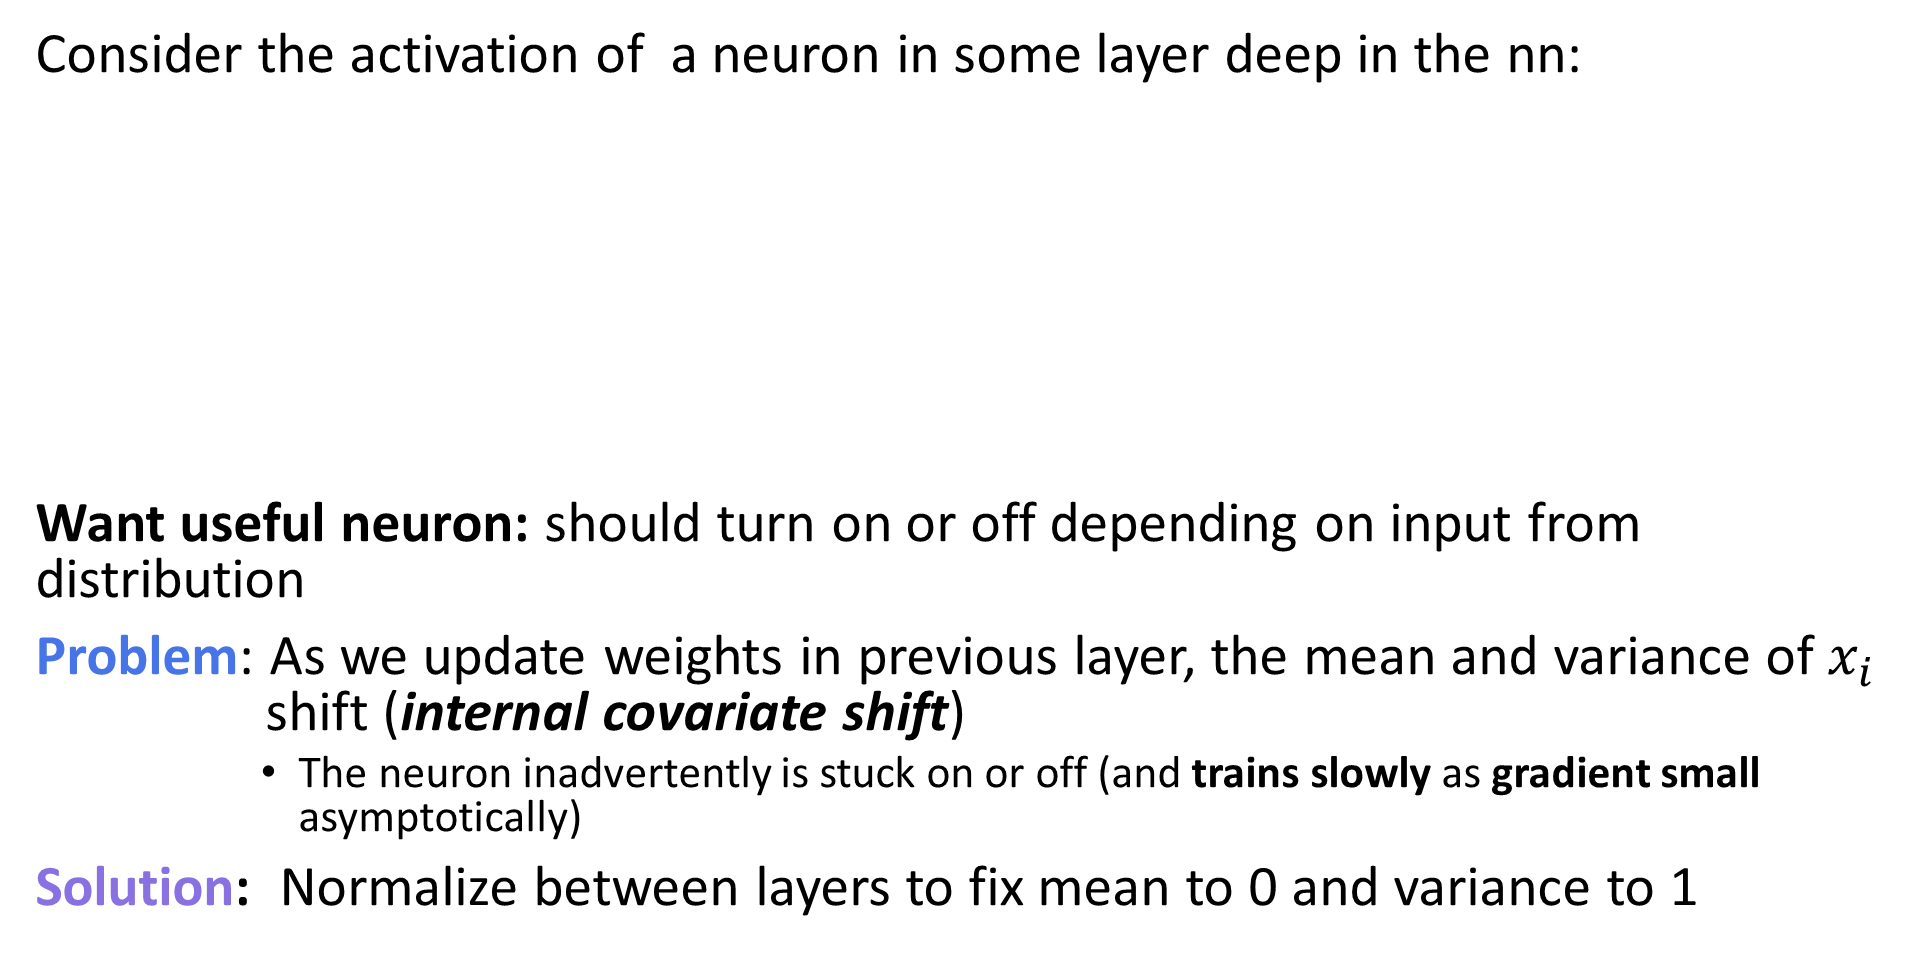 Consider the activation of  a neuron in some layer deep in the nn:
Want useful neuron: should turn on or off depending on input from
distribution
Problem: As we update weights in previous layer, the mean and variance of 𝑥ᵢ
shift (internal covariate shift)
• The neuron inadvertently is stuck on or off (and trains slowly as gradient small
asymptotically)
Solution:  Normalize between layers to fix mean to 0 and variance to 1